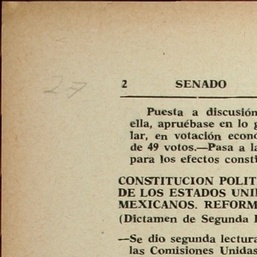 27
2 SENADO
Puesta a discusión
ella, apruébase en lo g
lar, en votación econó
de 49 votos.—Pasa a la
para los efectos consti
CONSTITUCION POLIT
DE LOS ESTADOS UNI
MEXICANOS. REFORM
(Dictamen de Segunda
—Se dio segunda lectura
las Comisiones Unidas